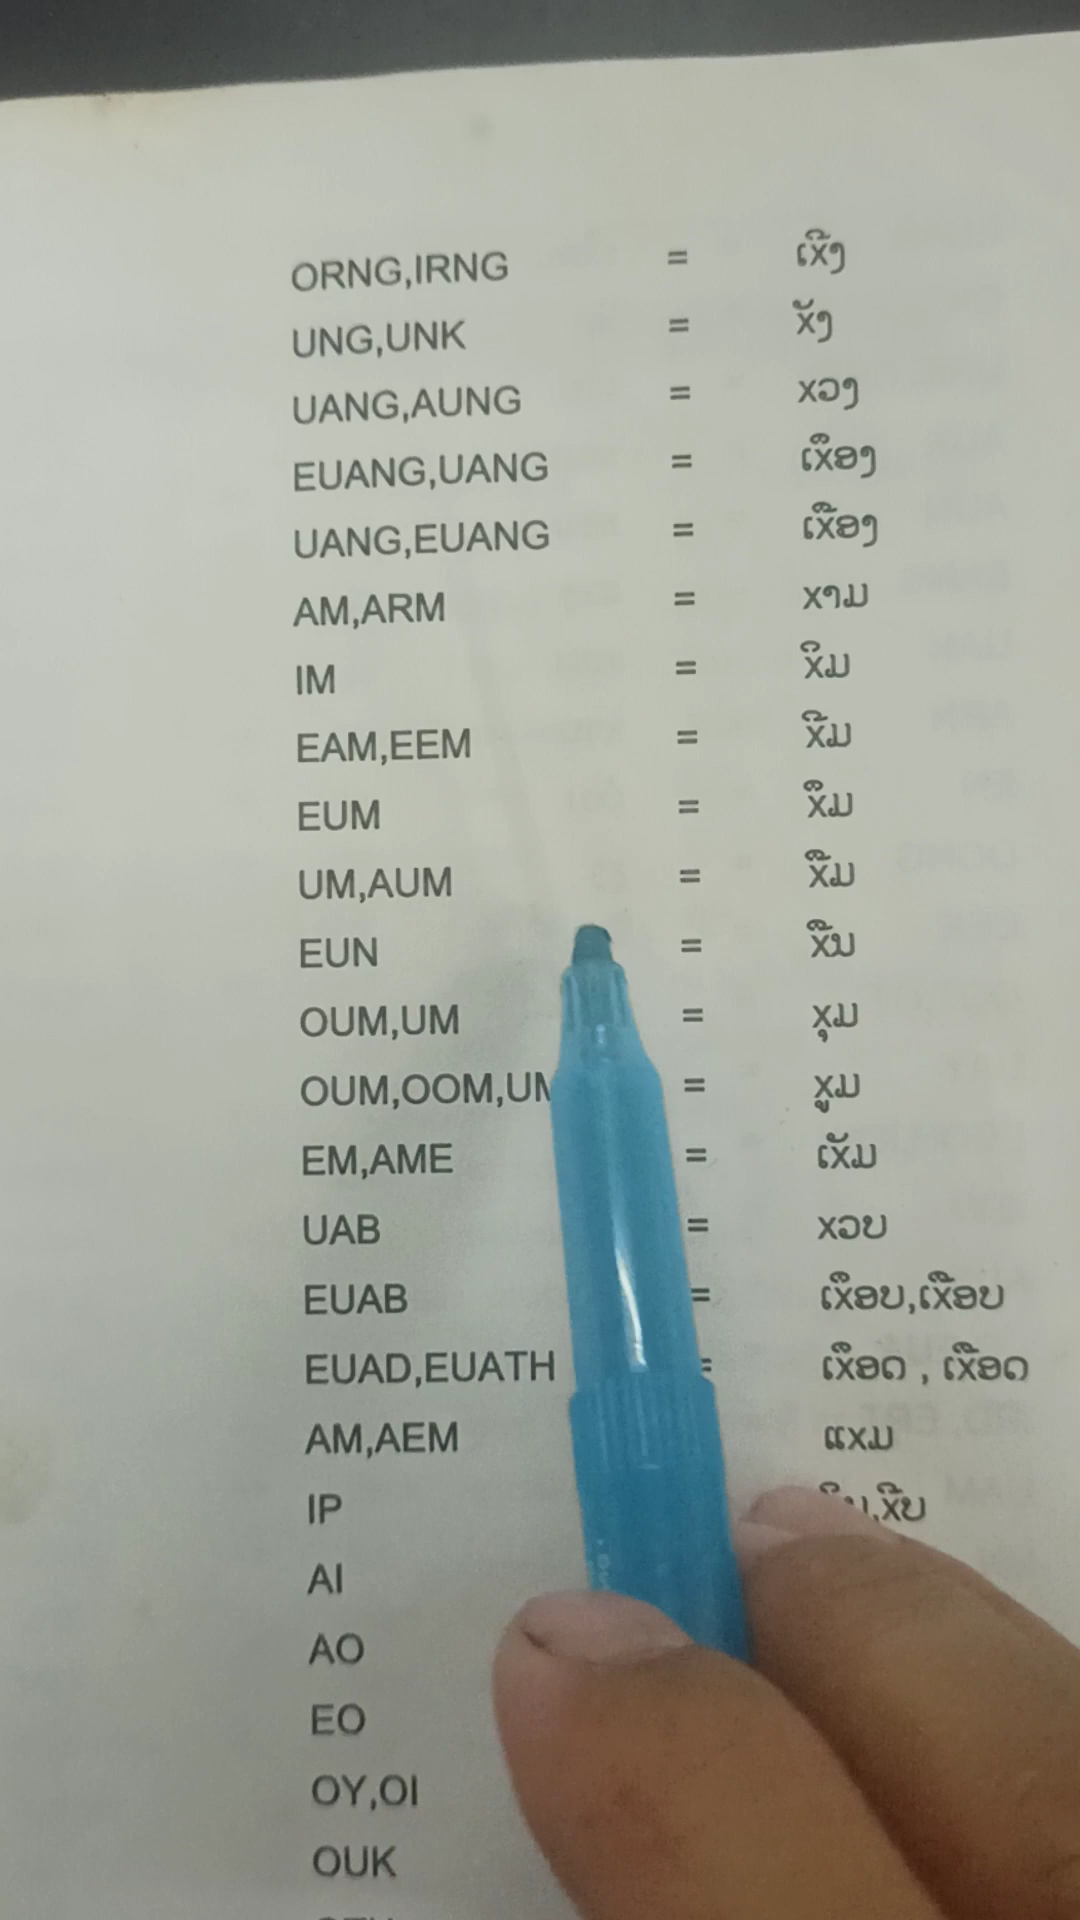 ORNG,IRNG = ເxີງ
UNG,UNK = xັງ
UANG,AUNG = xວງ
EUANG,UANG = ເxຶອງ
UANG,EUANG = ເxືອງ
AM,ARM = xາມ
IM = xິມ
EAM,EEM = xີມ
EUM = xຶມ
UM,AUM = xືມ
EUN = xືນ
OUM,UM = xຸມ
OUM,OOM, = xູມ
EM,AME = ເxັມ
UAB = xວບ
EUAB = ເxຶອບ,ເxືອບ
EUAD,EUATH = ເxຶອດ , ເxືອດ
AM,AEM ແxມ
IP xີບ
AI
AO
EO
OY,OI
OUK